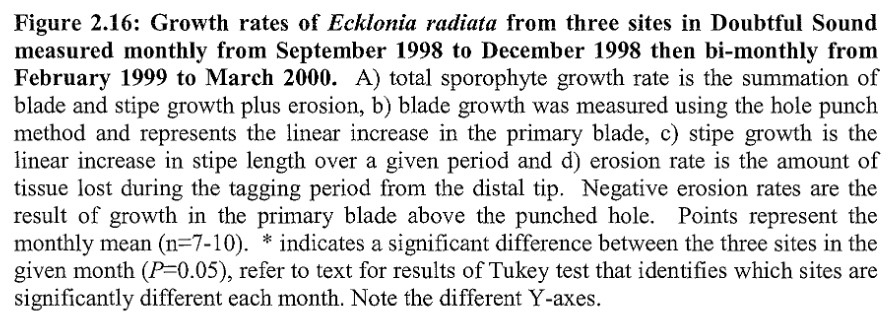 Figure 2.16: Growth rates of Ecklonia radiata from three sites in Doubtful Sound
measured monthly from September 1998 to December 1998 then bi-monthly from
February 1999 to March 2000. A) total sporophyte growth rate is the summation of
blade and stipe growth plus erosion, b) blade growth was measured using the hole punch
method and represents the linear increase in the primary blade, c) stipe growth is the
linear increase in stipe length over a given period and d) erosion rate is the amount of
tissue lost during the tagging period from the distal tip. Negative erosion rates are the
result of growth in the primary blade above the punched hole. Points represent the
monthly mean (n=7-10). * indicates a significant difference between the three sites in the
given month (P=0.05), refer to text for results of Tukey test that identifies which sites are
significantly different each month. Note the different Y-axes.